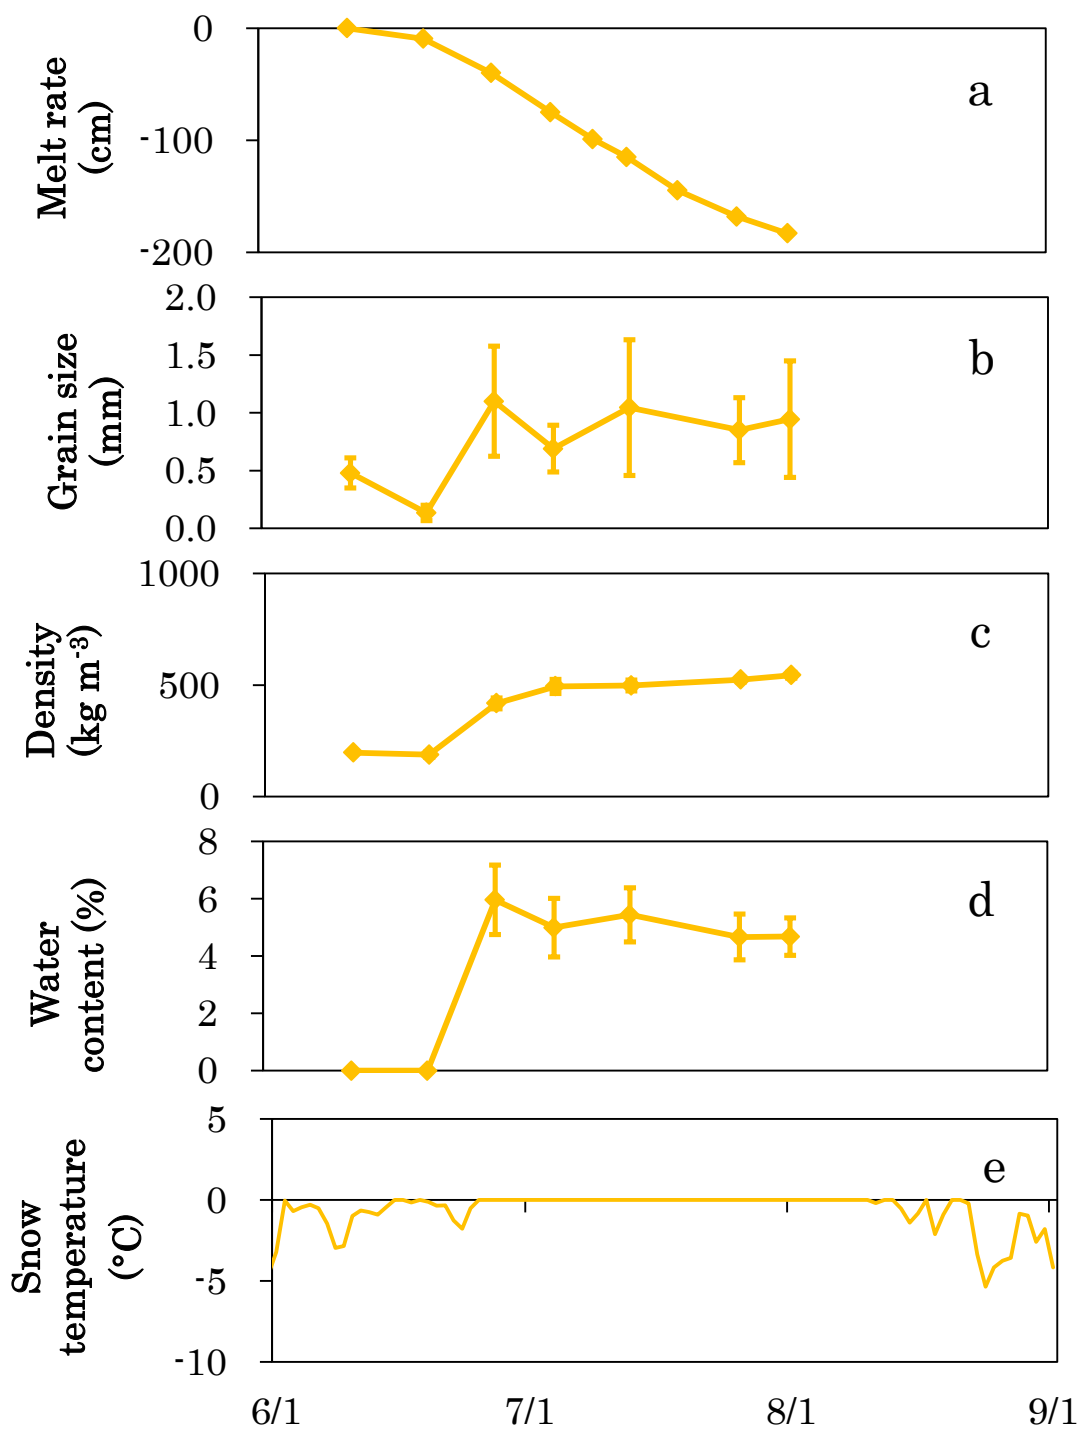 Melt rate
(cm)
0
-100
-200
a
Grain size
(mm)
2.0
1.5
1.0
0.5
0.0
b
Density
(kg m-3)
1000
500
0
c
Water
content (%)
8
6
4
2
0
d
Snow
temperature
(°C)
5
0
-5
-10
e
6/1 7/1 8/1 9/1